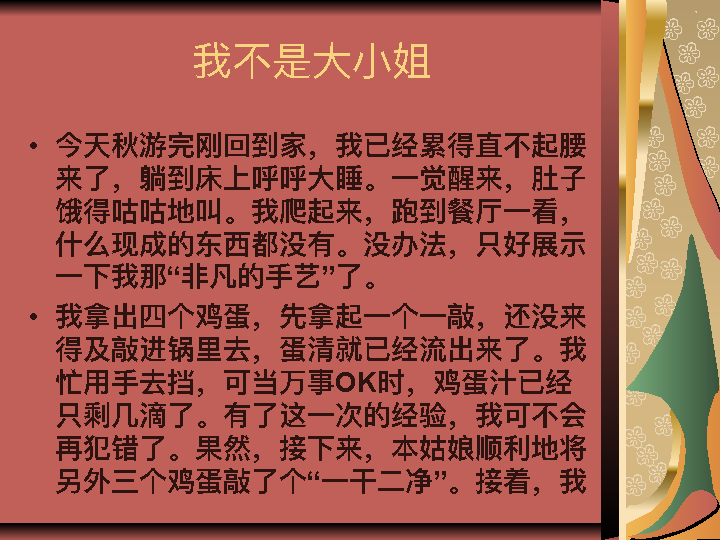 我不是大小姐
• 今天秋游完刚回到家，我已经累得直不起腰
来了，躺到床上呼呼大睡。一觉醒来，肚子
饿得咕咕地叫。我爬起来，跑到餐厅一看，
什么现成的东西都没有。没办法，只好展示
一下我那“非凡的手艺”了。
• 我拿出四个鸡蛋，先拿起一个一敲，还没来
得及敲进锅里去，蛋清就已经流出来了。我
忙用手去挡，可当万事OK时，鸡蛋汁已经
只剩几滴了。有了这一次的经验，我可不会
再犯错了。果然，接下来，本姑娘顺利地将
另外三个鸡蛋敲了个“一干二净”。接着，我